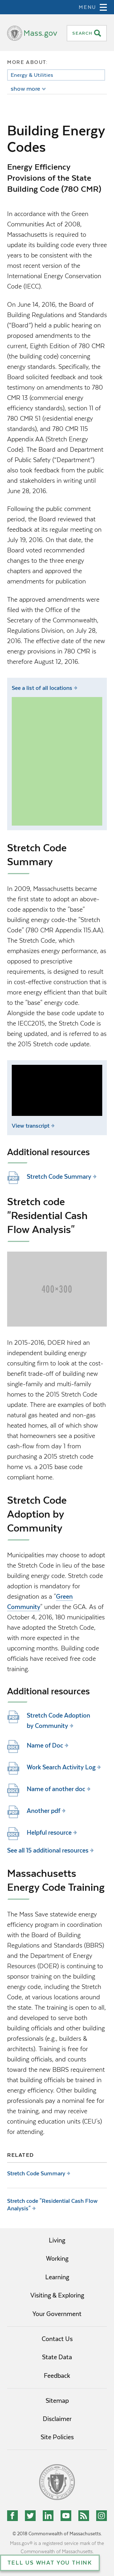 MENU
Mass.gov
SEARCH
MORE ABOUT
Energy & Utilities
show more
Building Energy
Codes
Energy Efficiency
Provisions of the State
Building Code (780 CMR)
In accordance with the Green
Communities Act of 2008,
Massachusetts is required to
update its building energy code
every three years to be
consistent with the most recent
version of the International
Energy Conservation Code
(IECC).
On June 14, 2016, the Board of
Building Regulations and Standards
("Board") held a public hearing on
proposed amendments to the
current, Eighth Edition of 780 CMR
(the building code) concerning
energy standards. Specifically, the
Board solicited feedback and took
testimony on amendments to 780
CMR 13 (commercial energy
efficiency standards), section 11 of
780 CMR 51 (residential energy
standards), and 780 CMR 115
Appendix AA (Stretch Energy
Code). The Board and Department
of Public Safety ("Department")
also took feedback from the public
and stakeholders in writing until
July 28, 2016.
Following the public comment
period, the Board reviewed that
feedback at its regular meeting on
July 19, 2016. On that date, the
Board voted recommended
changes to the three energy
chapters and approved the
amendments thereafter.
The approved amendments were
filed with the Office of the
Secretary of the Commonwealth,
Regulations Division, on July 28,
2016. The effective date of the new
energy provisions 780 CMR is
therefore August 12, 2016.
See a list of all locations
Stretch Code
Summary
In 2009, Massachusetts became
the first state to adopt an above-
code appendix to the "base"
building energy code-the "Stretch
Code" (780 CMR Appendix 115.AA).
The Stretch Code, which
emphasizes energy performance, as
opposed to prescriptive
requirements, is designed to result
in cost-effective construction that is
more energy efficient than that built
to the "base" energy code.
Alongside the base code update to
the IECC2015, the Stretch Code is
being updated, and is referred to as
the 2015 Stretch Code update.
View transcript
Additional resources
Stretch Code Summary
Stretch code
"Residential Cash
Flow Analysis"
400×300
In 2015-2016, DOER hired an
independent building energy
consulting firm to look at the cost-
benefit tradeoff of building new
single family and multi-family
homes to the 2015 Stretch Code
Update. There are examples of both
natural gas heated and non-gas
heated homes, all of which show
that homeowners can anticipate a
positive cash-flow from day 1 from
purchasing a 2015 stretch code
home vs. a 2015 base code
compliant home.
Stretch Code
Adoption by
Community
Municipalities may choose to adopt
the Stretch Code in lieu of the base
building energy code. Stretch code
adoption is mandatory for
designation as a "Green
Community" under the GCA. As of
October 4, 2016, 180 municipalities
have adopted the Stretch Code,
with one more expected in the
upcoming months. Building code
officials have now received free
code training.
Additional resources
Stretch Code Adoption
by Community
Name of Doc
Work Search Activity Log
Name of another doc
Another pdf
Helpful resource
See all 15 additional resources
Massachusetts
Energy Code Training
The Mass Save statewide energy
efficiency program in coordination
with the Board of Building
Regulations and Standards (BBRS)
and the Department of Energy
Resources (DOER) is continuing to
sponsor training on the building
energy code, including the Stretch
Code, at various locations around
the state. The training is open to all,
and is developed to serve both
building code officials and other
building professionals (e.g.,
builders & architects).
Training is free for all
attendees, and is available in
various locations around the state.
The trainings satisfy the BBRS
requirement that all building
officials obtain 9 hours of energy
training. Other building
professionals may pay a nominal
fee for the training, and may
receive continuing education units
(CEU's) for attending.
RELATED
Stretch Code Summary
Stretch code "Residential Cash Flow
Analysis"
Living
Working
Learning
Visiting & Exploring
Your Government
Contact Us
State Data
Feedback
Sitemap
Disclaimer
Site Policies
© 2018 Commonwealth of Massachusetts.
Mass.gov® is a registered service mark of the
Commonwealth of Massachusetts.
TELL US WHAT YOU THINK